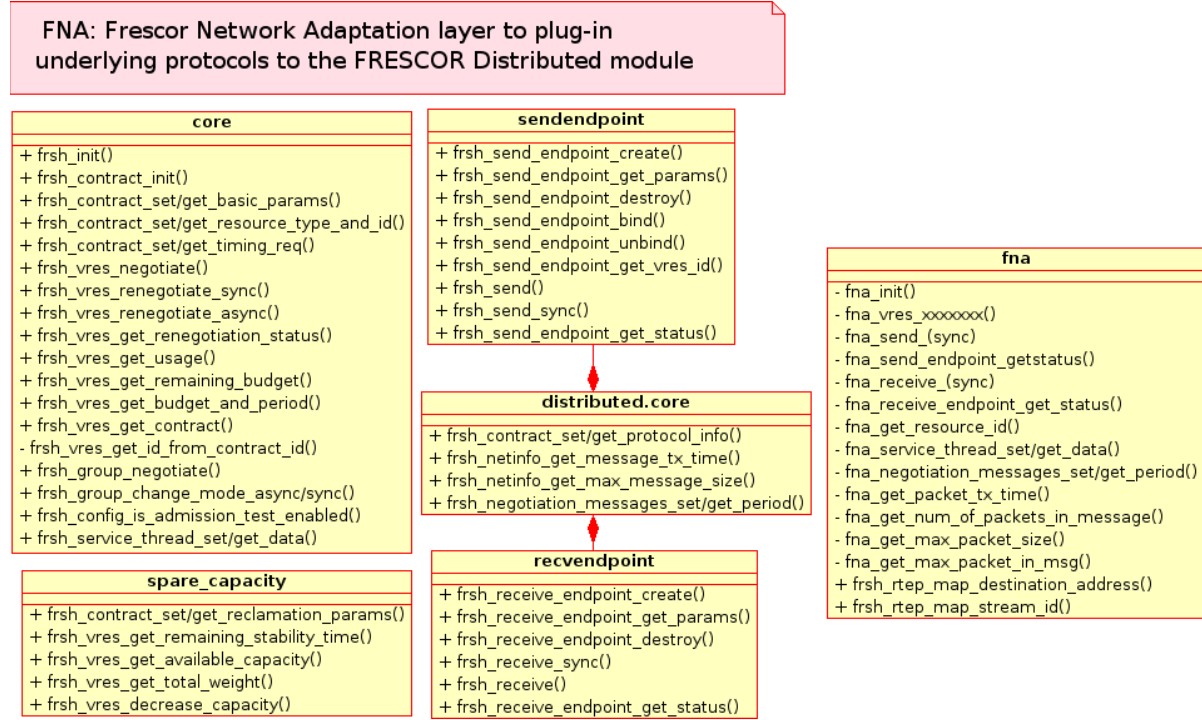 FNA: Frescor Network Adaptation layer to plug-in
underlying protocols to the FRESCOR Distributed module
core
+ frsh_init()
+ frsh_contract_init()
+ frsh_contract_set/get_basic_params()
+ frsh_contract_set/get_resource_type_and_id()
+ frsh_contract_set/get_timing_req()
+ frsh_vres_negotiate()
+ frsh_vres_renegotiate_sync()
+ frsh_vres_renegotiate_async()
+ frsh_vres_get_renegotiation_status()
+ frsh_vres_get_usage()
+ frsh_vres_get_remaining_budget()
+ frsh_vres_get_budget_and_period()
+ frsh_vres_get_contract()
- frsh_vres_get_id_from_contract_id()
+ frsh_group_negotiate()
+ frsh_group_change_mode_async/sync()
+ frsh_config_is_admission_test_enabled()
+ frsh_service_thread_set/get_data()
spare_capacity
+ frsh_contract_set/get_reclamation_params()
+ frsh_vres_get_remaining_stability_time()
+ frsh_vres_get_available_capacity()
+ frsh_vres_get_total_weight()
+ frsh_vres_decrease_capacity()
sendendpoint
+ frsh_send_endpoint_create()
+ frsh_send_endpoint_get_params()
+ frsh_send_endpoint_destroy()
+ frsh_send_endpoint_bind()
+ frsh_send_endpoint_unbind()
+ frsh_send_endpoint_get_vres_id()
+ frsh_send()
+ frsh_send_sync()
+ frsh_send_endpoint_get_status()
distributed.core
+ frsh_contract_set/get_protocol_info()
+ frsh_netinfo_get_message_tx_time()
+ frsh_netinfo_get_max_message_size()
+ frsh_negotiation_messages_set/get_period()
recvendpoint
+ frsh_receive_endpoint_create()
+ frsh_receive_endpoint_get_params()
+ frsh_receive_endpoint_destroy()
+ frsh_receive_sync()
+ frsh_receive()
+ frsh_receive_endpoint_get_status()
fna
- fna_init()
- fna_vres_xxxxxxx()
- fna_send_(sync)
- fna_send_endpoint_getstatus()
- fna_receive_(sync)
- fna_receive_endpoint_get_status()
- fna_get_resource_id()
- fna_service_thread_set/get_data()
- fna_negotiation_messages_set/get_period()
- fna_get_packet_tx_time()
- fna_get_num_of_packets_in_message()
- fna_get_max_packet_size()
- fna_get_max_packet_in_msg()
+ frsh_rtep_map_destination_address()
+ frsh_rtep_map_stream_id()